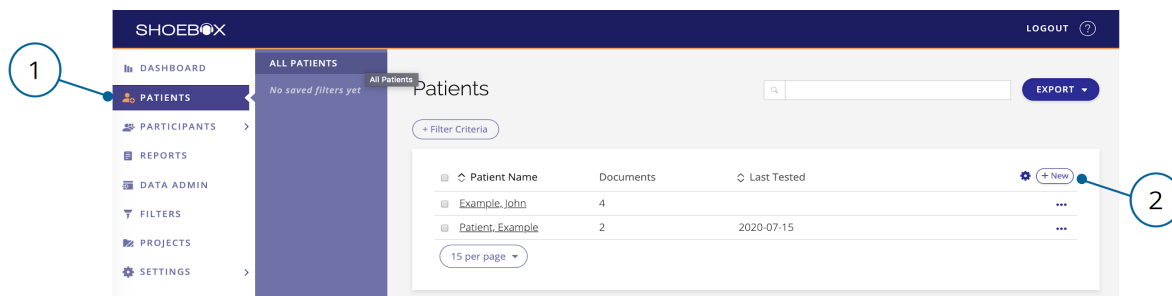 SHOEBOX
LOGOUT ?
1
DASHBOARD
PATIENTS
PARTICIPANTS
REPORTS
DATA ADMIN
FILTERS
PROJECTS
SETTINGS
ALL PATIENTS
All Patients
No saved filters yet
Patients
EXPORT
+ Filter Criteria
Patient Name Documents Last Tested + New
Example, John 4
Patient, Example 2 2020-07-15
15 per page
2